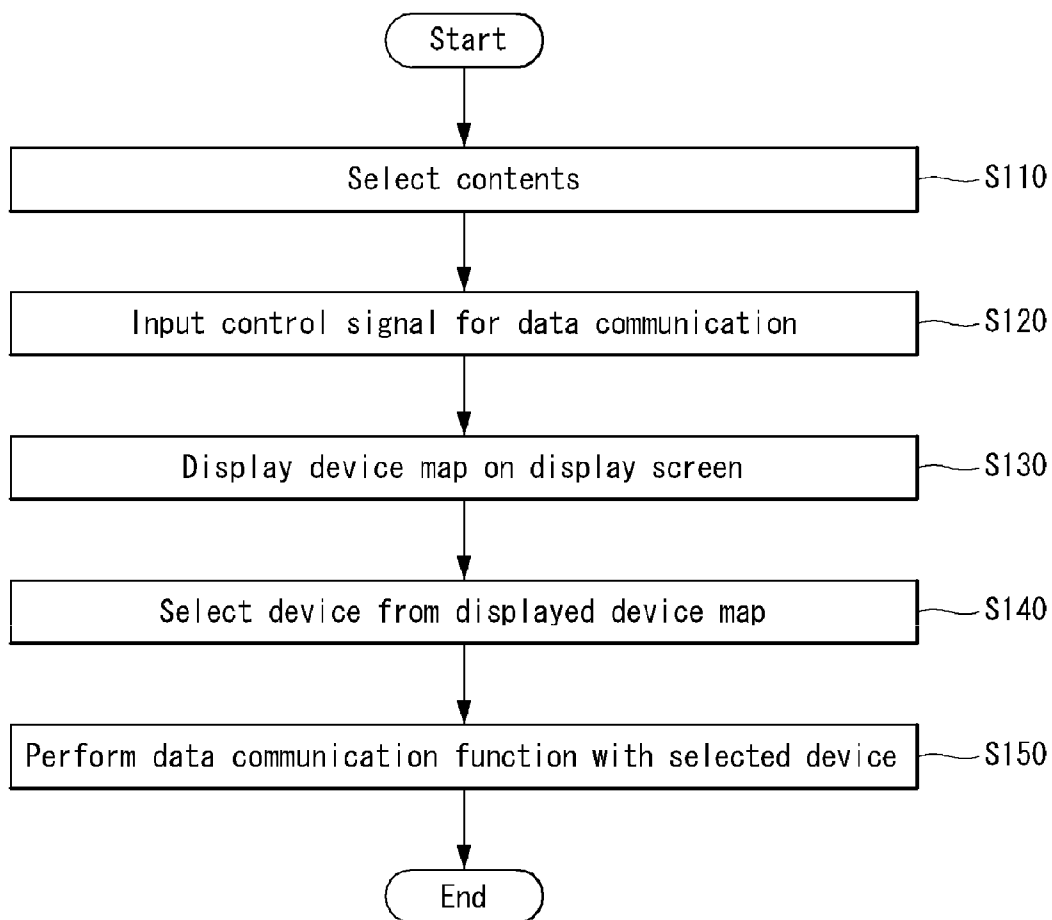 Start
Select contents
S110
Input control signal for data communication
S120
Display device map on display screen
S130
Select device from displayed device map
S140
Perform data communication function with selected device
S150
End